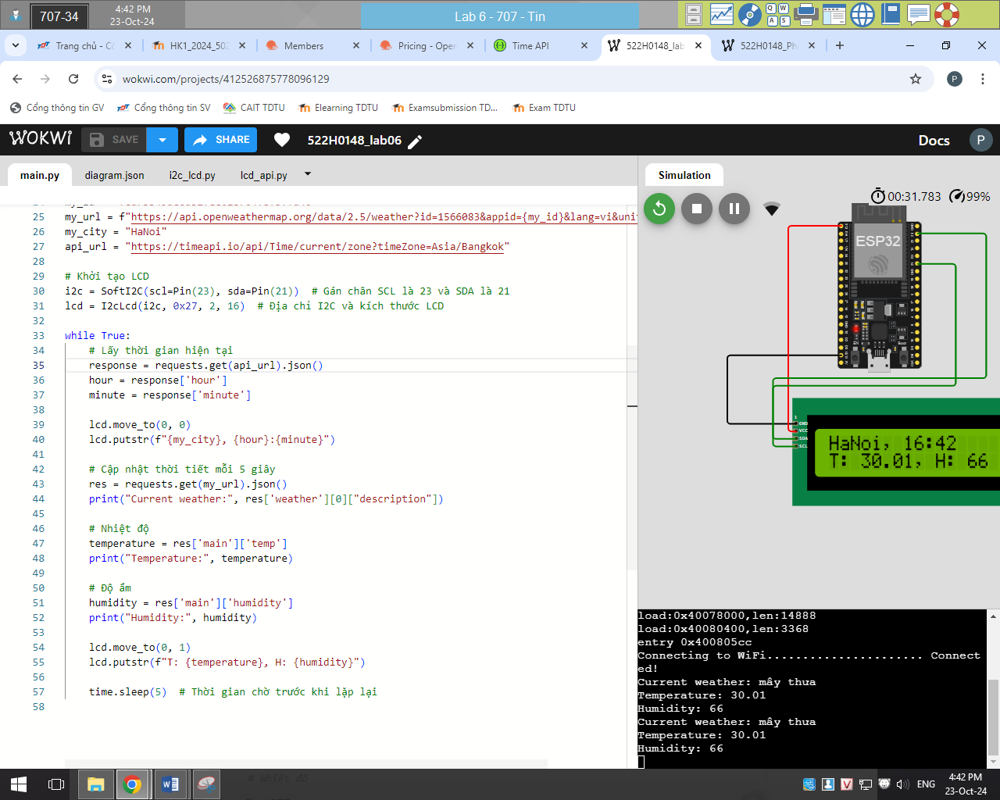 707-34
4:42 PM
23-Oct-24
Lab 6 - 707 - Tin
Q W
A S
Trang chủ - Cổ
HK1_2024_502
Members
Pricing - Oper
Time API
522H0148_lab
522H0148_Ph
wokwi.com/projects/412526875778096129
P
Cổng thông tin GV
Cổng thông tin SV
CAIT TDTU
Elearning TDTU
Examsubmission TD...
Exam TDTU
WOKWI
SAVE
SHARE
522H0148_lab06
Docs
P
main.py
diagram.json
i2c_lcd.py
lcd_api.py
Simulation
00:31.783
99%
25 my_url = f"https://api.openweathermap.org/data/2.5/weather?id=1566083&appid={my_id}&lang=vi&uni
26 my_city = "HaNoi"
27 api_url = "https://timeapi.io/api/Time/current/zone?timeZone=Asia/Bangkok"
28
29 # Khởi tạo LCD
30 i2c = SoftI2C(scl=Pin(23), sda=Pin(21))  # Gán chân SCL là 23 và SDA là 21
31 lcd = I2cLcd(i2c, 0x27, 2, 16)  # Địa chỉ I2C và kích thước LCD
32
33 while True:
34     # Lấy thời gian hiện tại
35     response = requests.get(api_url).json()
36     hour = response['hour']
37     minute = response['minute']
38
39     lcd.move_to(0, 0)
40     lcd.putstr(f"{my_city}, {hour}:{minute}")
41
42     # Cập nhật thời tiết mỗi 5 giây
43     res = requests.get(my_url).json()
44     print("Current weather:", res['weather'][0]["description"])
45
46     # Nhiệt độ
47     temperature = res['main']['temp']
48     print("Temperature:", temperature)
49
50     # Độ ẩm
51     humidity = res['main']['humidity']
52     print("Humidity:", humidity)
53
54     lcd.move_to(0, 1)
55     lcd.putstr(f"T: {temperature}, H: {humidity}")
56
57     time.sleep(5)  # Thời gian chờ trước khi lặp lại
58
ESP32
1
GND
VCC
SDA
SCL
HaNoi, 16:42
T: 30.01, H: 66
load:0x40078000,len:14888
load:0x40080400,len:3368
entry 0x400805cc
Connecting to WiFi...................... Connect
ed!
Current weather: mây thưa
Temperature: 30.01
Humidity: 66
Current weather: mây thưa
Temperature: 30.01
Humidity: 66
# Nhiệt độ
ENG
4:42 PM
23-Oct-24